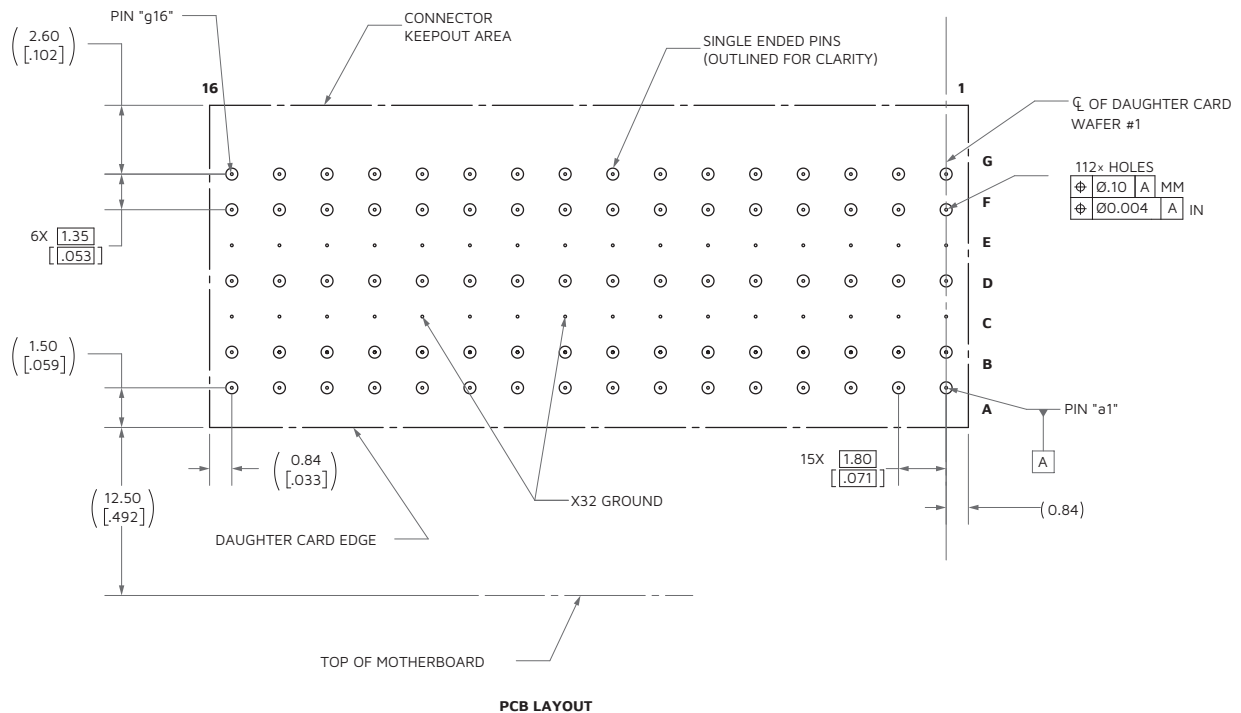 PIN "g16"
CONNECTOR
KEEPOUT AREA
2.60
[.102]
SINGLE ENDED PINS
(OUTLINED FOR CLARITY)
16
1
℄ OF DAUGHTER CARD
WAFER #1
G
112× HOLES
⌖ Ø.10 A MM
⌖ Ø0.004 A IN
F
6X 1.35
[.053]
E
D
C
1.50
[.059]
B
A
PIN "a1"
A
0.84
[.033]
15X 1.80
[.071]
12.50
[.492]
X32 GROUND
(0.84)
DAUGHTER CARD EDGE
TOP OF MOTHERBOARD
PCB LAYOUT